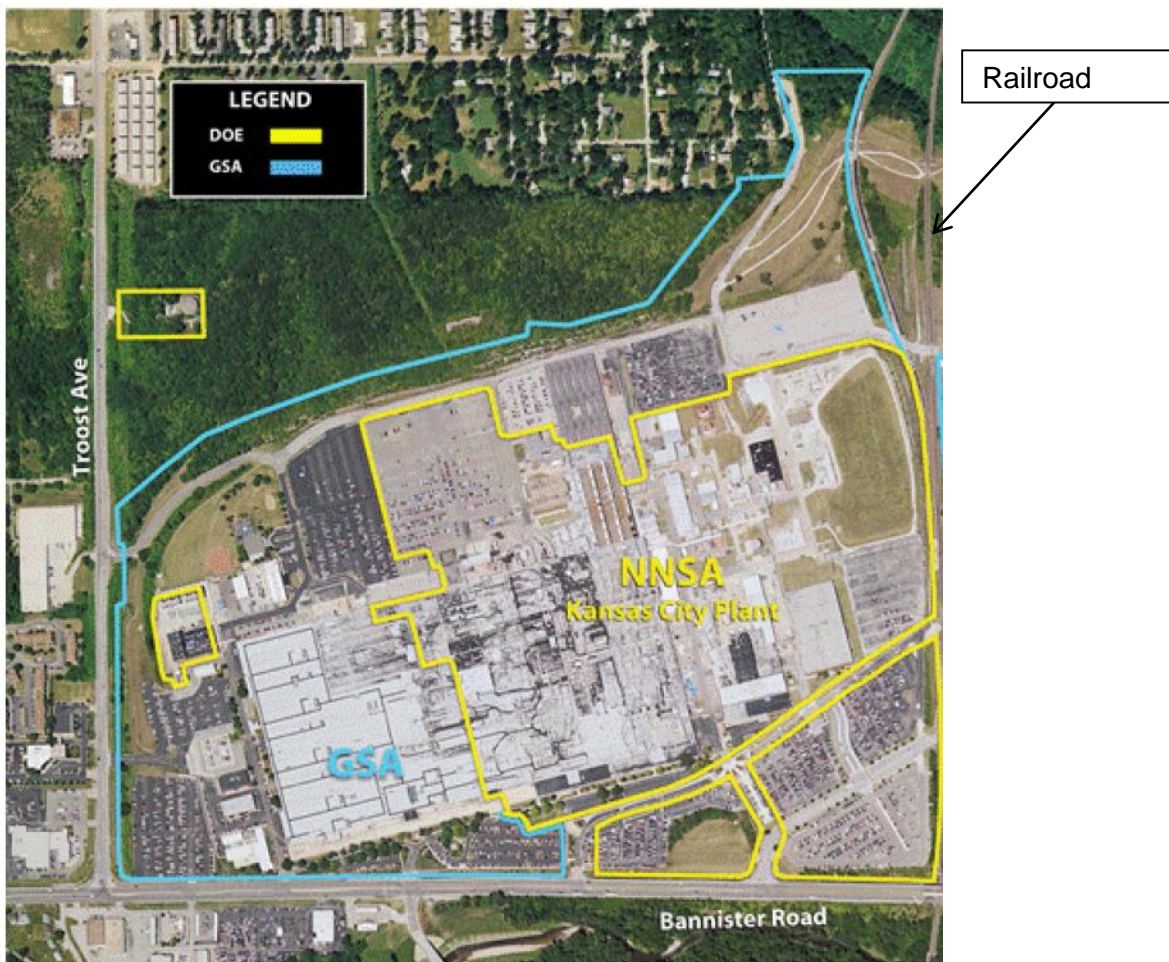 Railroad
LEGEND
DOE
GSA
Troost Ave
NNSA
Kansas City Plant
GSA
Bannister Road